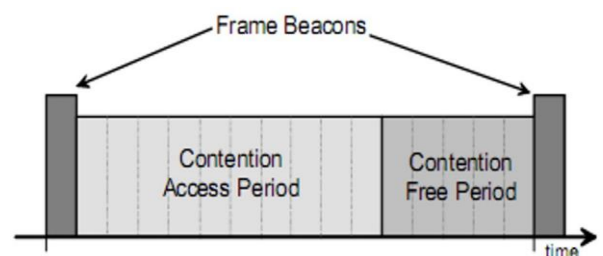 Frame Beacons
Contention
Access Period
Contention
Free Period
time